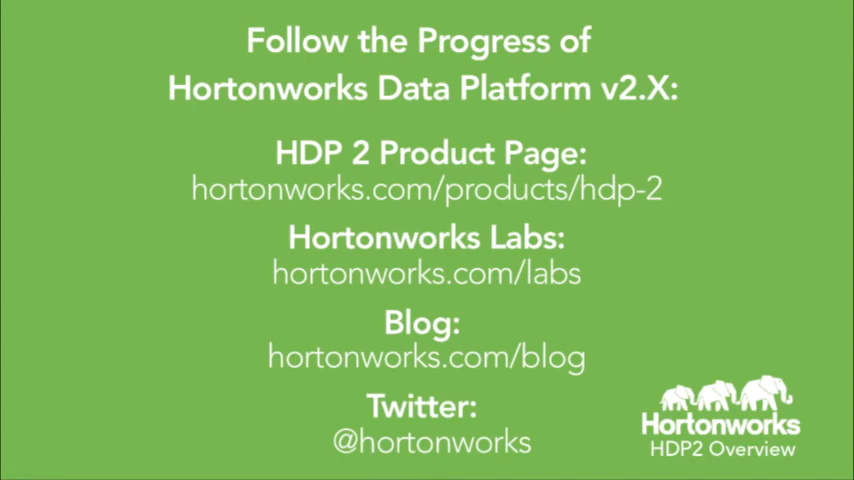 Follow the Progress of
Hortonworks Data Platform v2.X:
HDP 2 Product Page:
hortonworks.com/products/hdp-2
Hortonworks Labs:
hortonworks.com/labs
Blog:
hortonworks.com/blog
Twitter:
@hortonworks
Hortonworks
HDP2 Overview